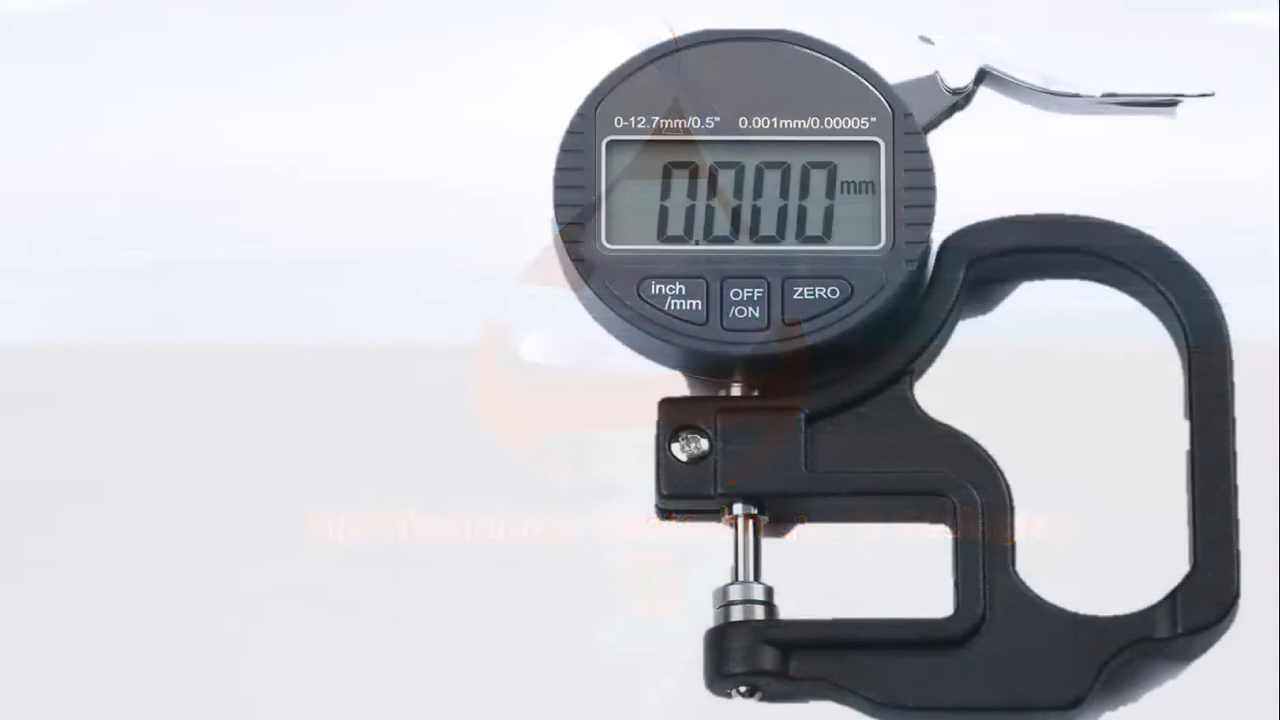 0-12.7mm/0.5" 0.001mm/0.00005"
0.000 mm
inch
/mm
OFF
/ON
ZERO